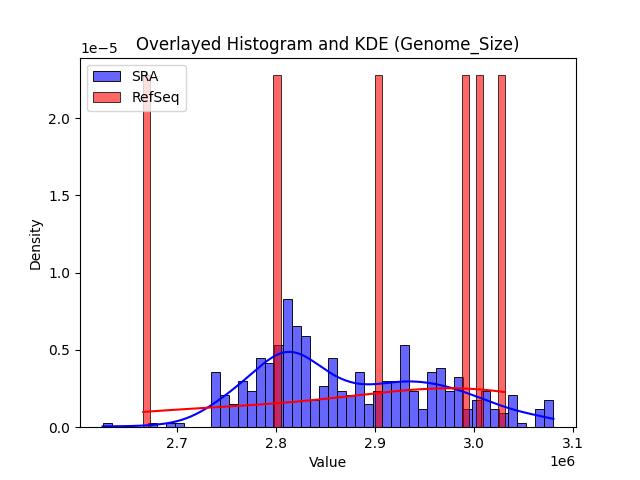 Overlayed Histogram and KDE (Genome_Size)
1e−5
SRA
RefSeq
2.0
1.5
1.0
0.5
0.0
Density
2.7
2.8
2.9
3.0
3.1
Value
1e6